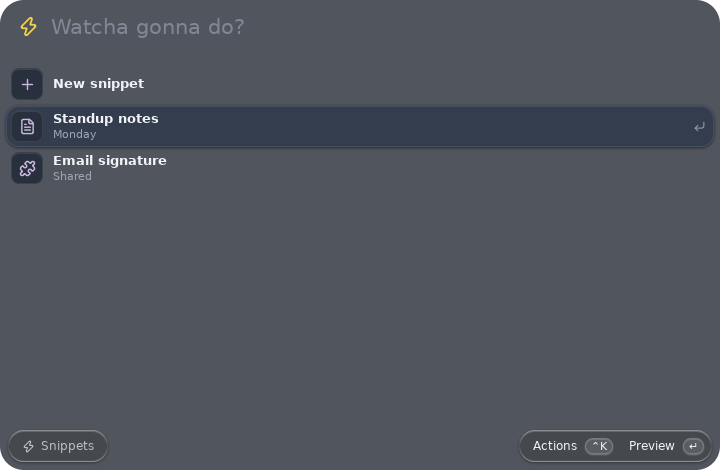 Watcha gonna do?
New snippet
Standup notes
Monday
Email signature
Shared
Snippets
Actions ^K Preview ↵